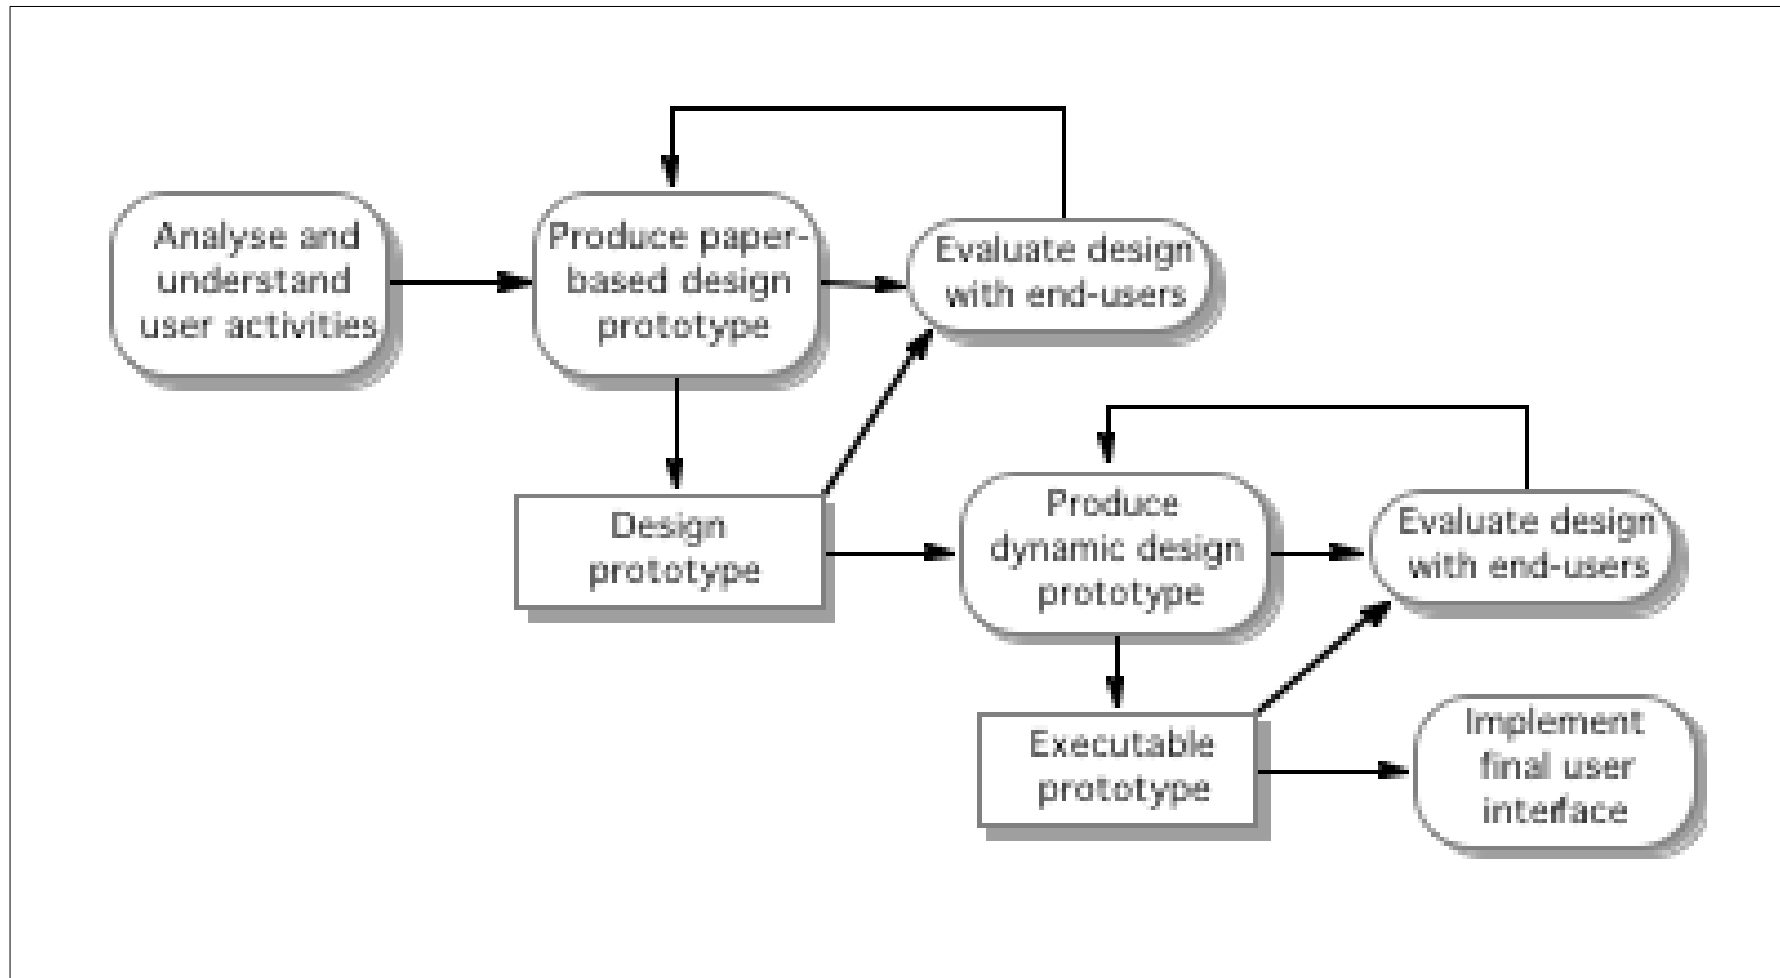 Analyse and
understand
user activities
Produce paper-
based design
prototype
Evaluate design
with end-users
Design
prototype
Produce
dynamic design
prototype
Evaluate design
with end-users
Executable
prototype
Implement
final user
interface